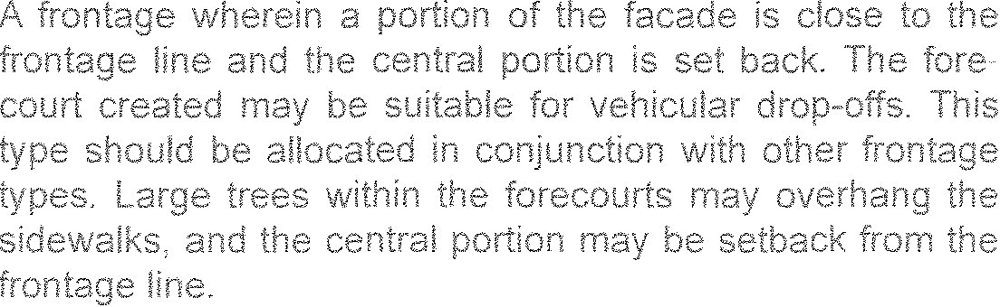 A frontage wherein a portion of the facade is close to the
frontage line and the central portion is set back. The fore-
court created may be suitable for vehicular drop-offs. This
type should be allocated in conjunction with other frontage
types. Large trees within the forecourts may overhang the
sidewalks, and the central portion may be setback from the
frontage line.